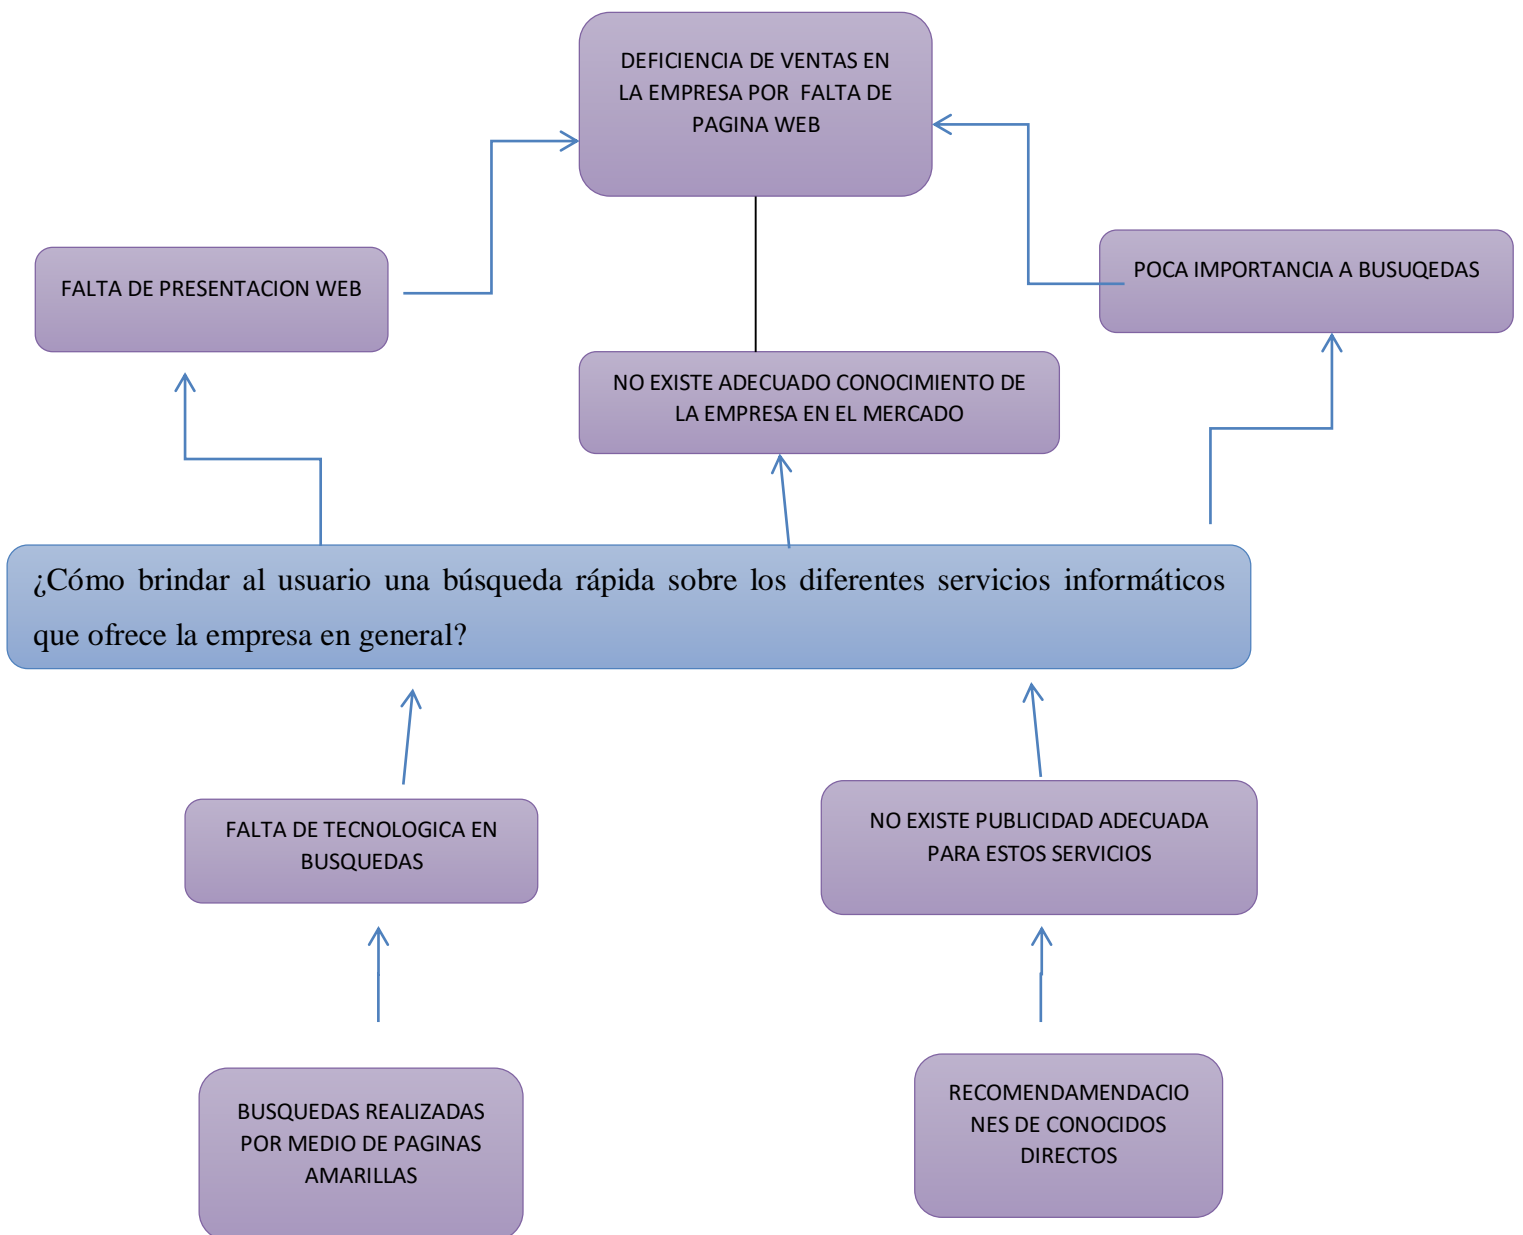 DEFICIENCIA DE VENTAS EN
LA EMPRESA POR FALTA DE
PAGINA WEB
FALTA DE PRESENTACION WEB
POCA IMPORTANCIA A BUSUQEDAS
NO EXISTE ADECUADO CONOCIMIENTO DE
LA EMPRESA EN EL MERCADO
¿Cómo brindar al usuario una búsqueda rápida sobre los diferentes servicios informáticos
que ofrece la empresa en general?
FALTA DE TECNOLOGICA EN
BUSQUEDAS
NO EXISTE PUBLICIDAD ADECUADA
PARA ESTOS SERVICIOS
BUSQUEDAS REALIZADAS
POR MEDIO DE PAGINAS
AMARILLAS
RECOMENDAMENDACIO
NES DE CONOCIDOS
DIRECTOS